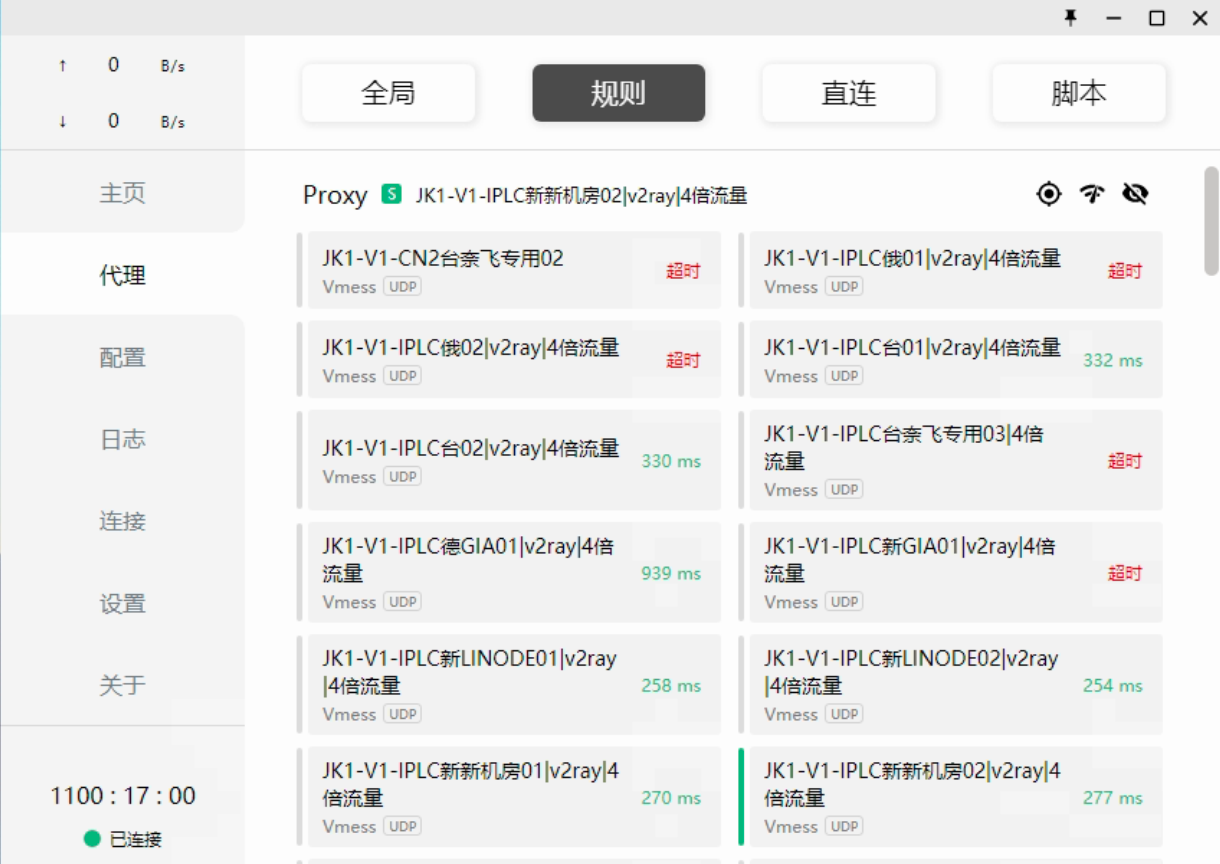 ↑ 0 B/s
↓ 0 B/s
主页
代理
配置
日志
连接
设置
关于
1100 : 17 : 00
已连接
全局 规则 直连 脚本
Proxy S JK1-V1-IPLC新新机房02|v2ray|4倍流量
JK1-V1-CN2台奈飞专用02
Vmess UDP
超时
JK1-V1-IPLC俄01|v2ray|4倍流量
Vmess UDP
超时
JK1-V1-IPLC俄02|v2ray|4倍流量
Vmess UDP
超时
JK1-V1-IPLC台01|v2ray|4倍流量
Vmess UDP
332 ms
JK1-V1-IPLC台02|v2ray|4倍流量
Vmess UDP
330 ms
JK1-V1-IPLC台奈飞专用03|4倍
流量
Vmess UDP
超时
JK1-V1-IPLC德GIA01|v2ray|4倍
流量
Vmess UDP
939 ms
JK1-V1-IPLC新GIA01|v2ray|4倍
流量
Vmess UDP
超时
JK1-V1-IPLC新LINODE01|v2ray
|4倍流量
Vmess UDP
258 ms
JK1-V1-IPLC新LINODE02|v2ray
|4倍流量
Vmess UDP
254 ms
JK1-V1-IPLC新新机房01|v2ray|4
倍流量
Vmess UDP
270 ms
JK1-V1-IPLC新新机房02|v2ray|4
倍流量
Vmess UDP
277 ms